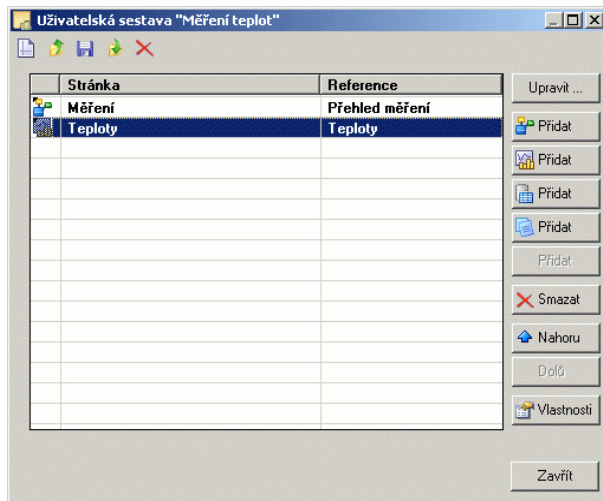 Uživatelská sestava "Měření teplot"
Stránka Reference
Měření Přehled měření
Teploty Teploty
Upravit ...
Přidat
Přidat
Přidat
Přidat
Přidat
Smazat
Nahoru
Dolů
Vlastnosti
Zavřít